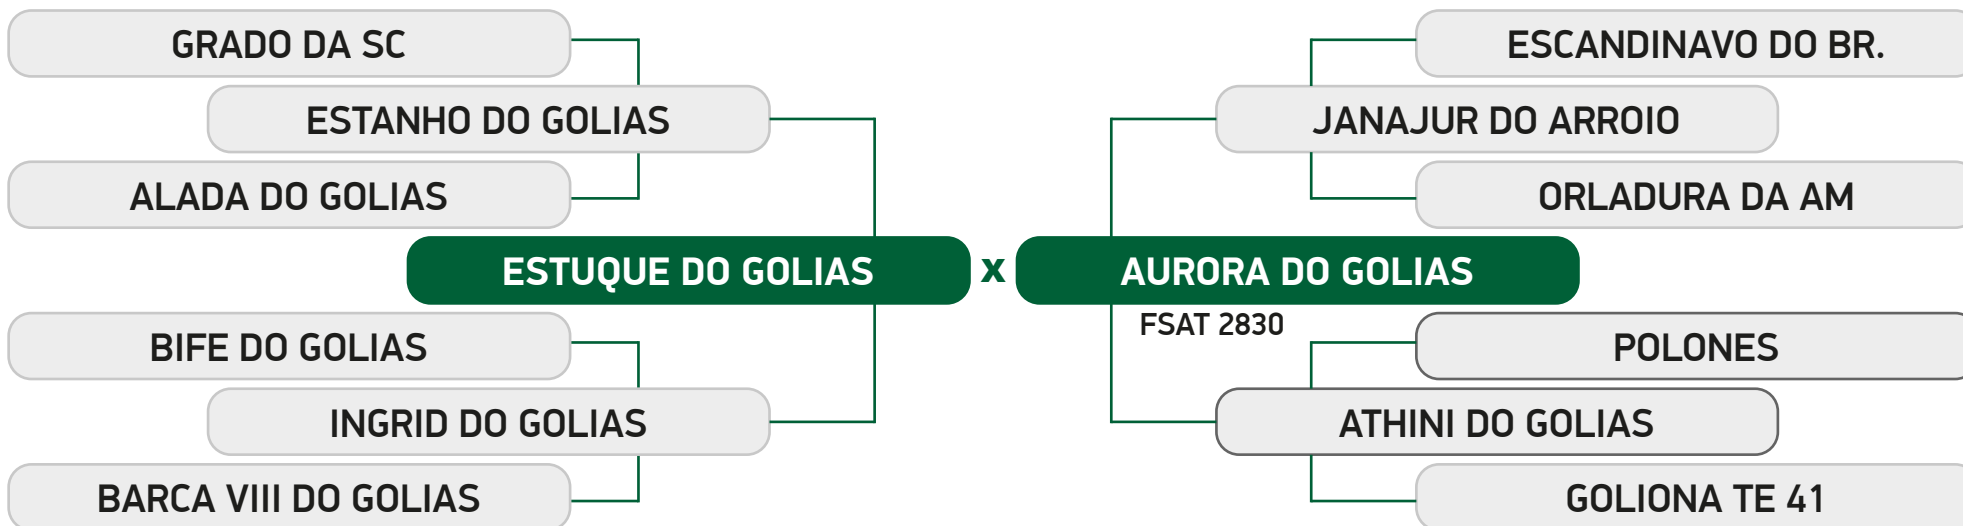 GRADO DA SC
ESCANDINAVO DO BR.
ESTANHO DO GOLIAS
JANAJUR DO ARROIO
ALADA DO GOLIAS
ORLADURA DA AM
ESTUQUE DO GOLIAS x AURORA DO GOLIAS
FSAT 2830
BIFE DO GOLIAS
POLONES
INGRID DO GOLIAS
ATHINI DO GOLIAS
BARCA VIII DO GOLIAS
GOLIONA TE 41